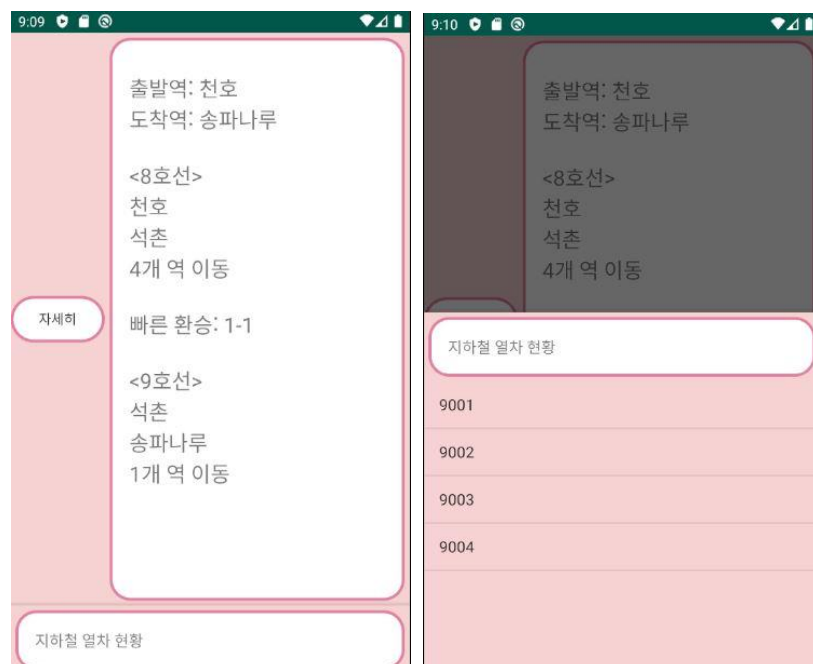 9:09
출발역: 천호
도착역: 송파나루
<8호선>
천호
석촌
4개 역 이동
자세히
빠른 환승: 1-1
<9호선>
석촌
송파나루
1개 역 이동
지하철 열차 현황
9:10
출발역: 천호
도착역: 송파나루
<8호선>
천호
석촌
4개 역 이동
지하철 열차 현황
9001
9002
9003
9004